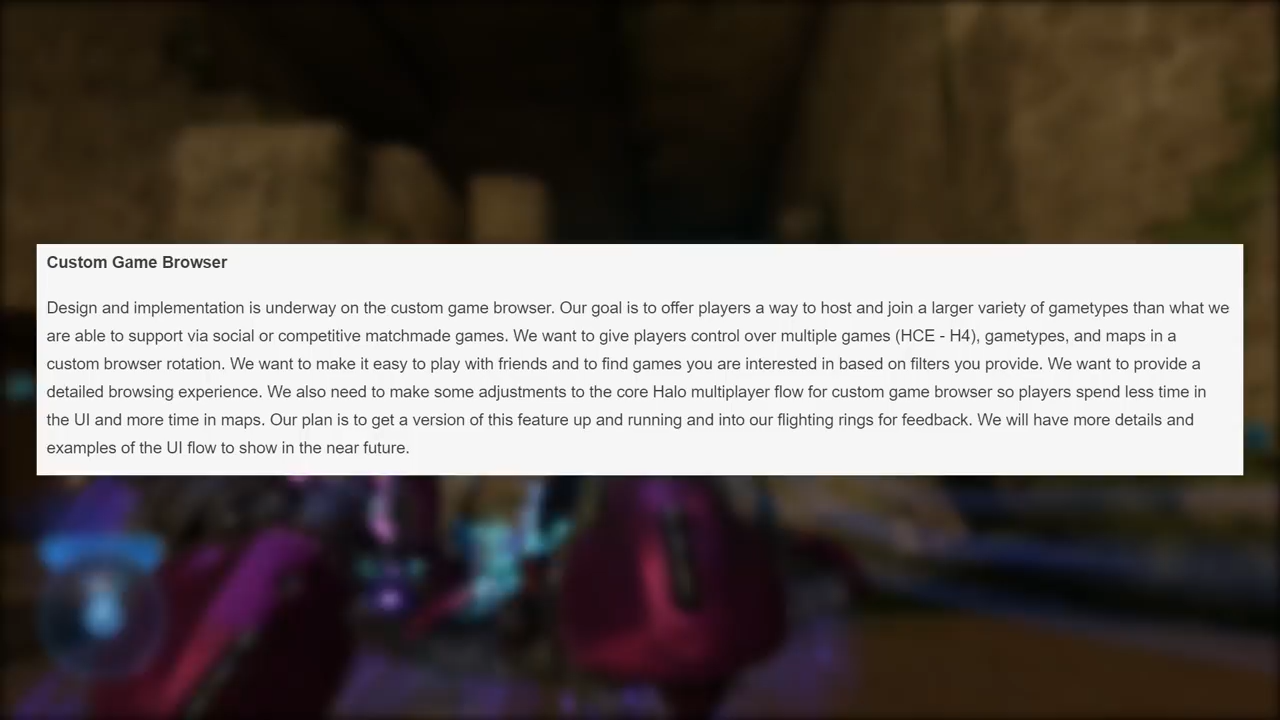 Custom Game Browser
Design and implementation is underway on the custom game browser. Our goal is to offer players a way to host and join a larger variety of gametypes than what we
are able to support via social or competitive matchmade games. We want to give players control over multiple games (HCE - H4), gametypes, and maps in a
custom browser rotation. We want to make it easy to play with friends and to find games you are interested in based on filters you provide. We want to provide a
detailed browsing experience. We also need to make some adjustments to the core Halo multiplayer flow for custom game browser so players spend less time in
the UI and more time in maps. Our plan is to get a version of this feature up and running and into our flighting rings for feedback. We will have more details and
examples of the UI flow to show in the near future.